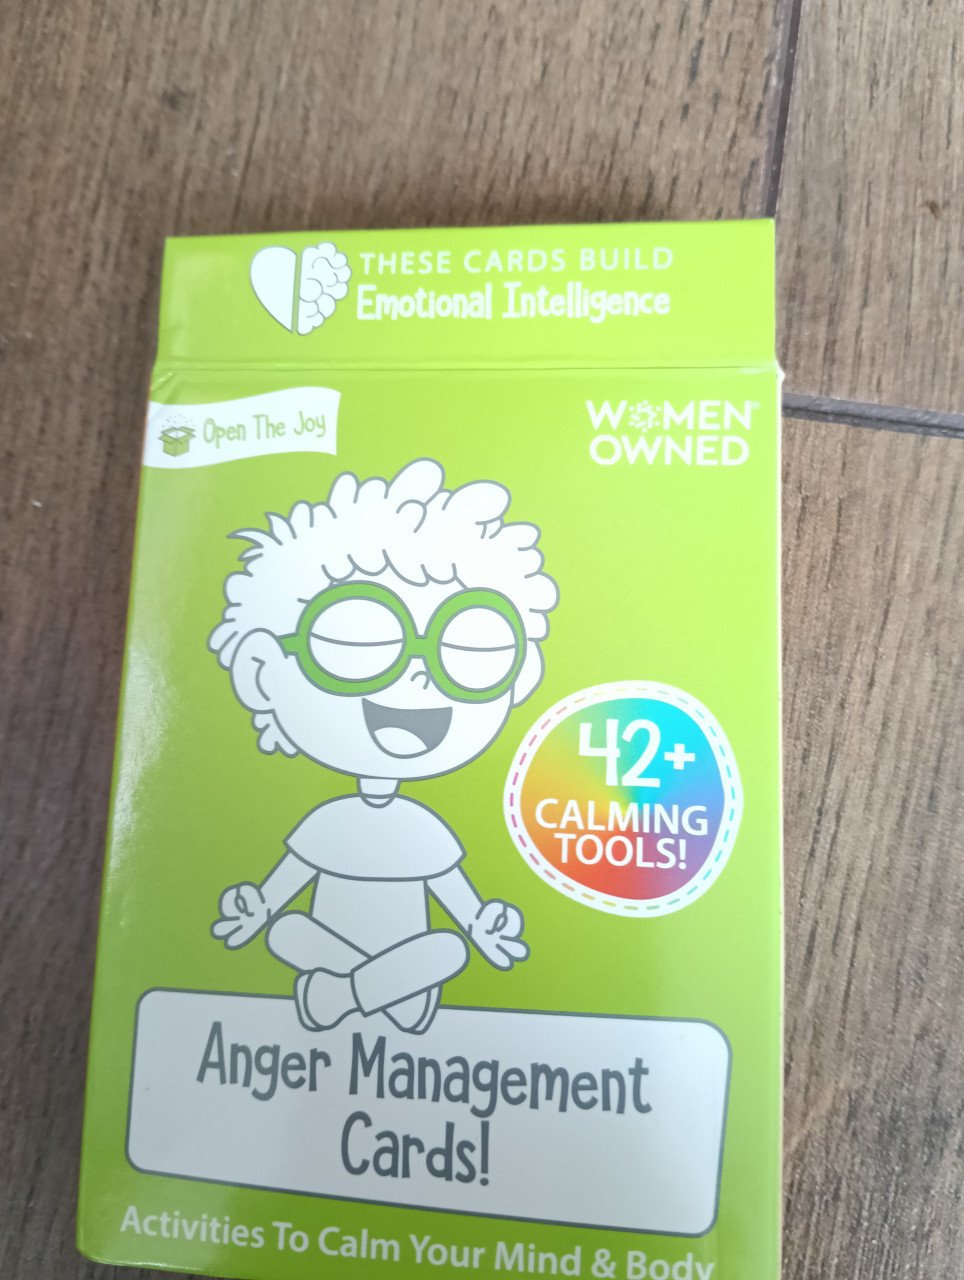 THESE CARDS BUILD
Emotional Intelligence
Open The Joy
WOMEN
OWNED
42+
CALMING
TOOLS!
Anger Management
Cards!
Activities To Calm Your Mind & Body